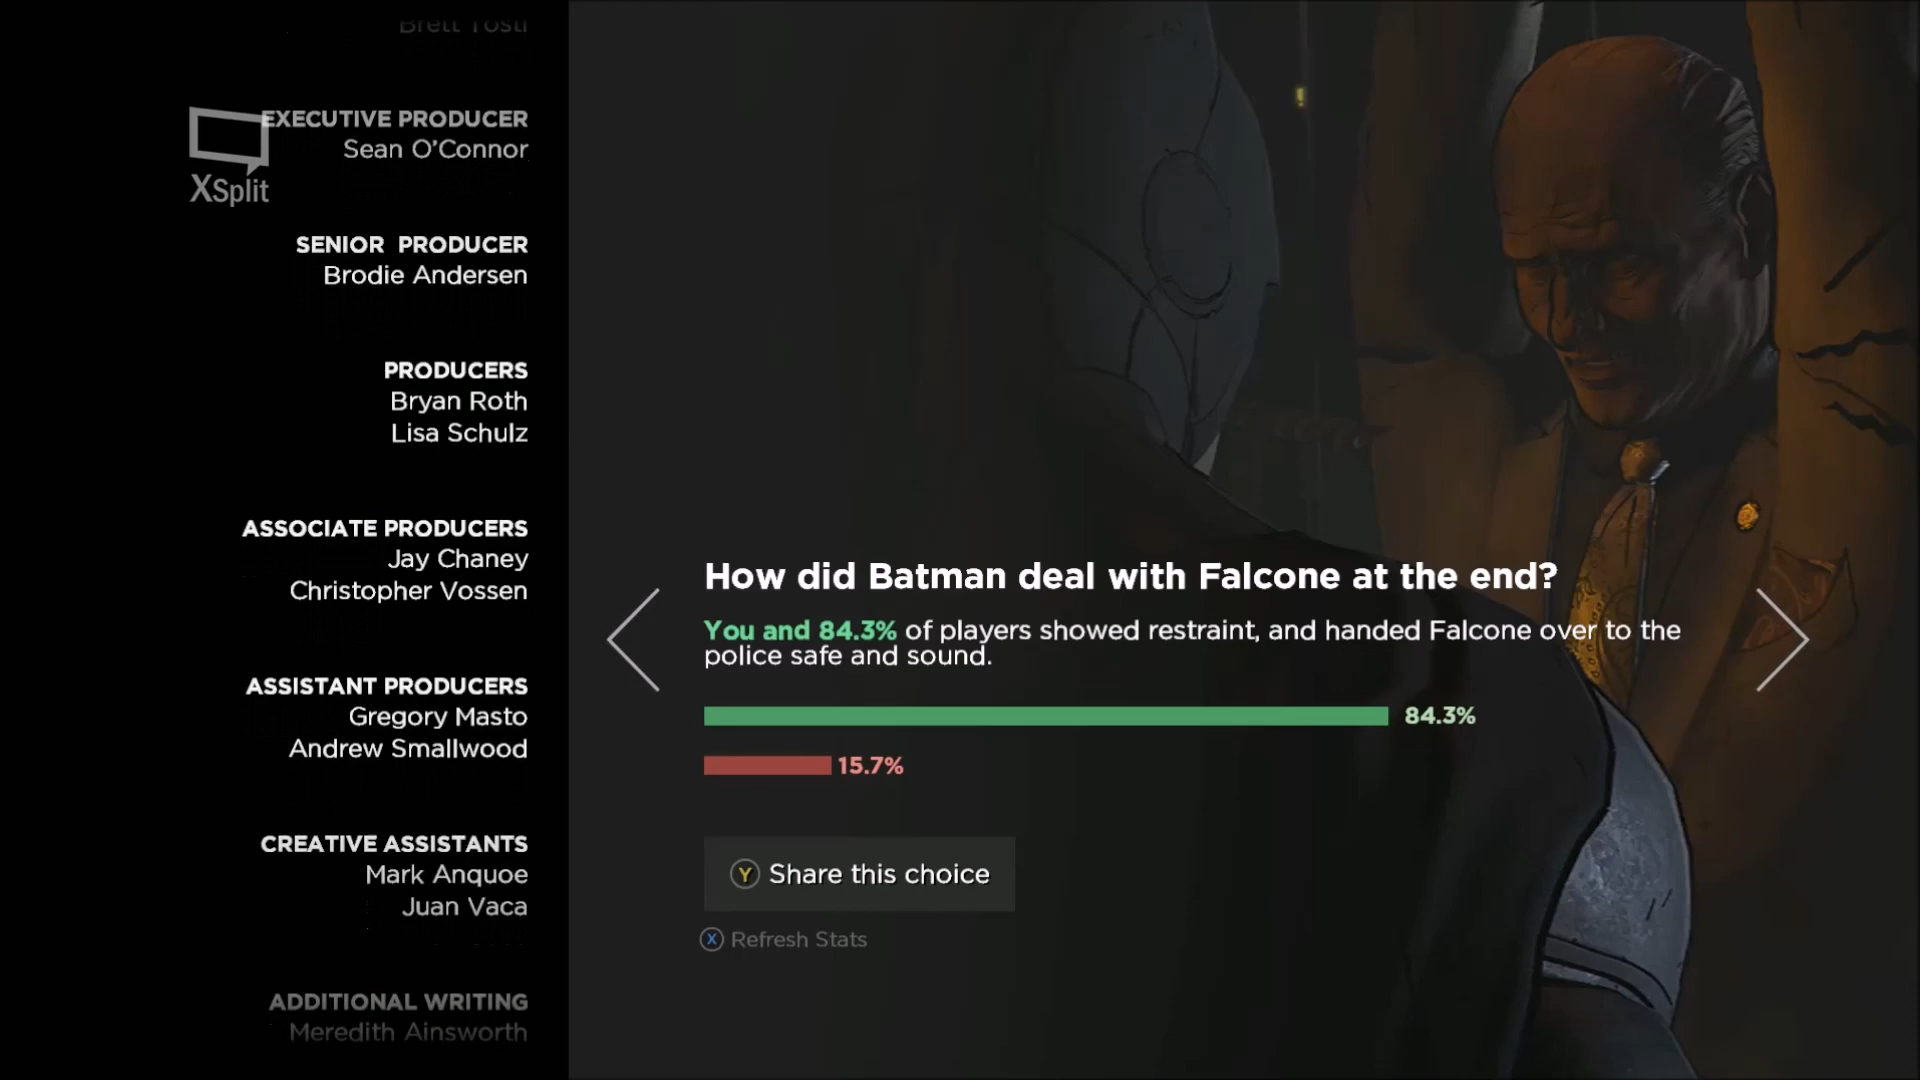 Brett Tosti
EXECUTIVE PRODUCER
Sean O'Connor
XSplit
SENIOR PRODUCER
Brodie Andersen
PRODUCERS
Bryan Roth
Lisa Schulz
ASSOCIATE PRODUCERS
Jay Chaney
Christopher Vossen
ASSISTANT PRODUCERS
Gregory Masto
Andrew Smallwood
CREATIVE ASSISTANTS
Mark Anquoe
Juan Vaca
ADDITIONAL WRITING
Meredith Ainsworth
How did Batman deal with Falcone at the end?
You and 84.3% of players showed restraint, and handed Falcone over to the
police safe and sound.
84.3%
15.7%
Y Share this choice
X Refresh Stats